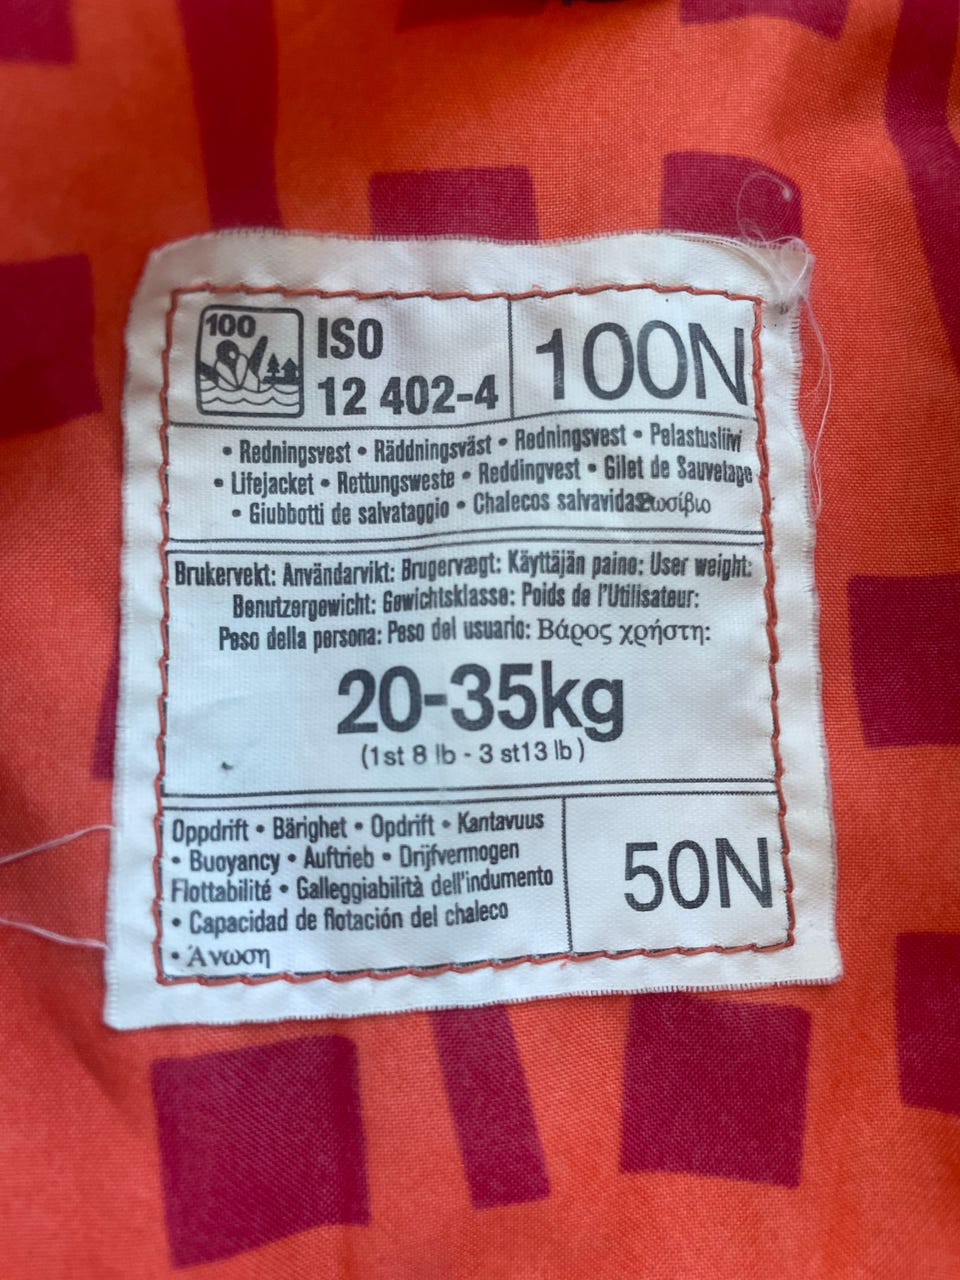 100
ISO
12 402-4
100N
• Redningsvest • Räddningsväst • Redningsvest • Pelastusliivi
• Lifejacket • Rettungsweste • Reddingvest • Gilet de Sauvetage
• Giubbotti de salvataggio • Chalecos salvavidas
Brukervekt: Användarvikt: Brugervægt: Käyttäjän paino: User weight:
Benutzergewicht: Gewichtsklasse: Poids de l'Utilisateur:
Peso della persona: Peso del usuario: Βάρος χρήστη:
20-35kg
(1st 8 lb - 3 st13 lb)
Oppdrift • Bärighet • Opdrift • Kantavuus
• Buoyancy • Auftrieb • Drijfvermogen
Flottabilité • Galleggiabilità dell'indumento
• Capacidad de flotación del chaleco
• Άνωση
50N